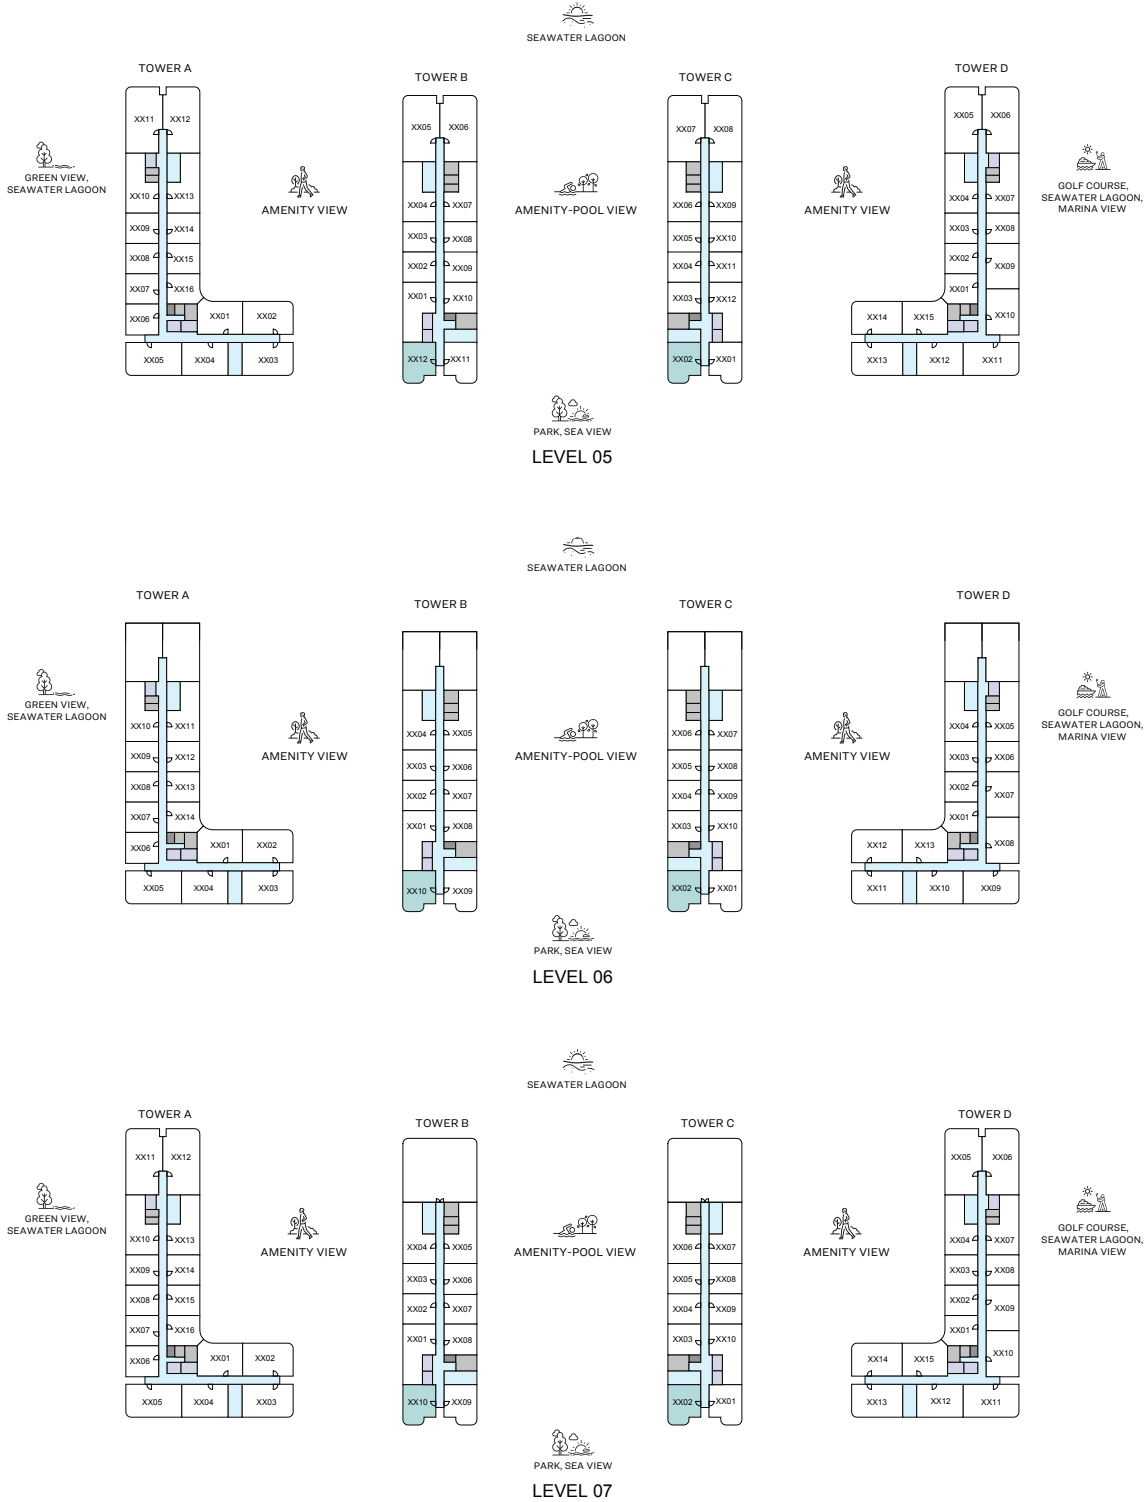 SEAWATER LAGOON
TOWER A
TOWER B
TOWER C
TOWER D
XX11 XX12
XX05 XX06
XX07 XX08
XX05 XX06
GREEN VIEW,
SEAWATER LAGOON
AMENITY VIEW
AMENITY-POOL VIEW
AMENITY VIEW
GOLF COURSE,
SEAWATER LAGOON,
MARINA VIEW
XX10 XX13
XX04 XX07
XX06 XX09
XX04 XX07
XX09 XX14
XX03 XX08
XX05 XX10
XX03 XX08
XX08 XX15
XX02 XX09
XX04 XX11
XX02 XX09
XX07 XX16
XX01 XX10
XX03 XX12
XX01
XX06 XX01 XX02
XX14 XX15 XX10
XX05 XX04 XX03
XX12 XX11
XX02 XX01
XX13 XX12 XX11
PARK, SEA VIEW
LEVEL 05
SEAWATER LAGOON
TOWER A
TOWER B
TOWER C
TOWER D
GREEN VIEW,
SEAWATER LAGOON
AMENITY VIEW
AMENITY-POOL VIEW
AMENITY VIEW
GOLF COURSE,
SEAWATER LAGOON,
MARINA VIEW
XX10 XX11
XX04 XX05
XX06 XX07
XX04 XX05
XX09 XX12
XX03 XX06
XX05 XX08
XX03 XX06
XX08 XX13
XX02 XX07
XX04 XX09
XX02 XX07
XX07 XX14
XX01 XX08
XX03 XX10
XX01
XX06 XX01 XX02
XX12 XX13 XX08
XX05 XX04 XX03
XX10 XX09
XX02 XX01
XX11 XX10 XX09
PARK, SEA VIEW
LEVEL 06
SEAWATER LAGOON
TOWER A
TOWER B
TOWER C
TOWER D
XX11 XX12
XX05 XX06
GREEN VIEW,
SEAWATER LAGOON
AMENITY VIEW
AMENITY-POOL VIEW
AMENITY VIEW
GOLF COURSE,
SEAWATER LAGOON,
MARINA VIEW
XX10 XX13
XX04 XX05
XX06 XX07
XX04 XX07
XX09 XX14
XX03 XX06
XX05 XX08
XX03 XX08
XX08 XX15
XX02 XX07
XX04 XX09
XX02 XX09
XX07 XX16
XX01 XX08
XX03 XX10
XX01
XX06 XX01 XX02
XX14 XX15 XX10
XX05 XX04 XX03
XX10 XX09
XX02 XX01
XX13 XX12 XX11
PARK, SEA VIEW
LEVEL 07